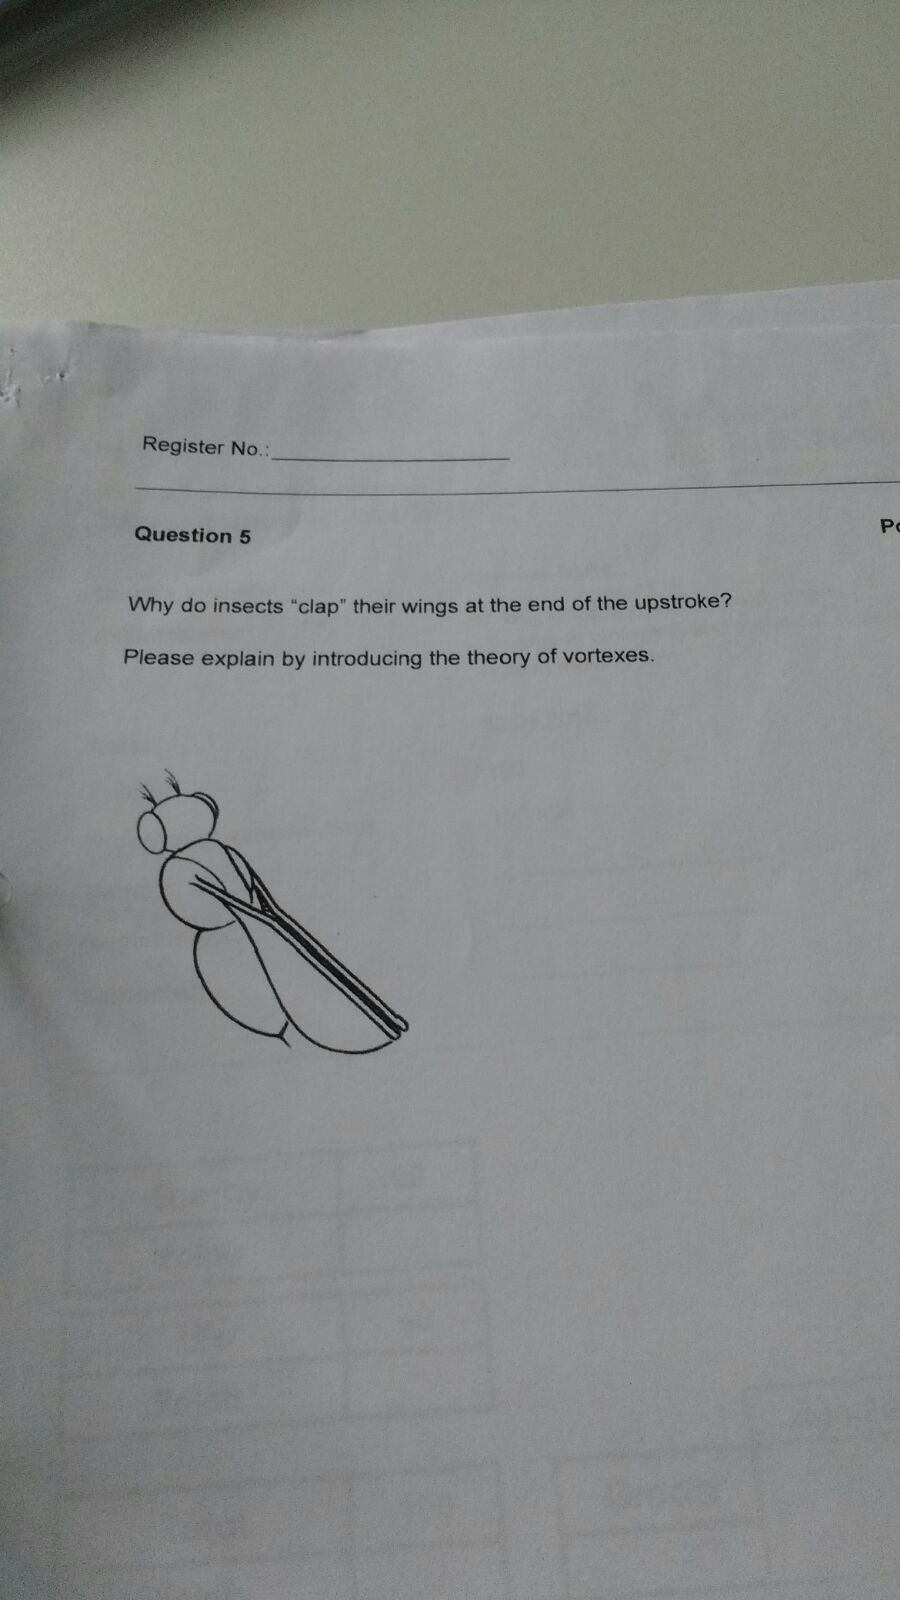 Register No.:
Question 5
Why do insects “clap” their wings at the end of the upstroke?
Please explain by introducing the theory of vortexes.